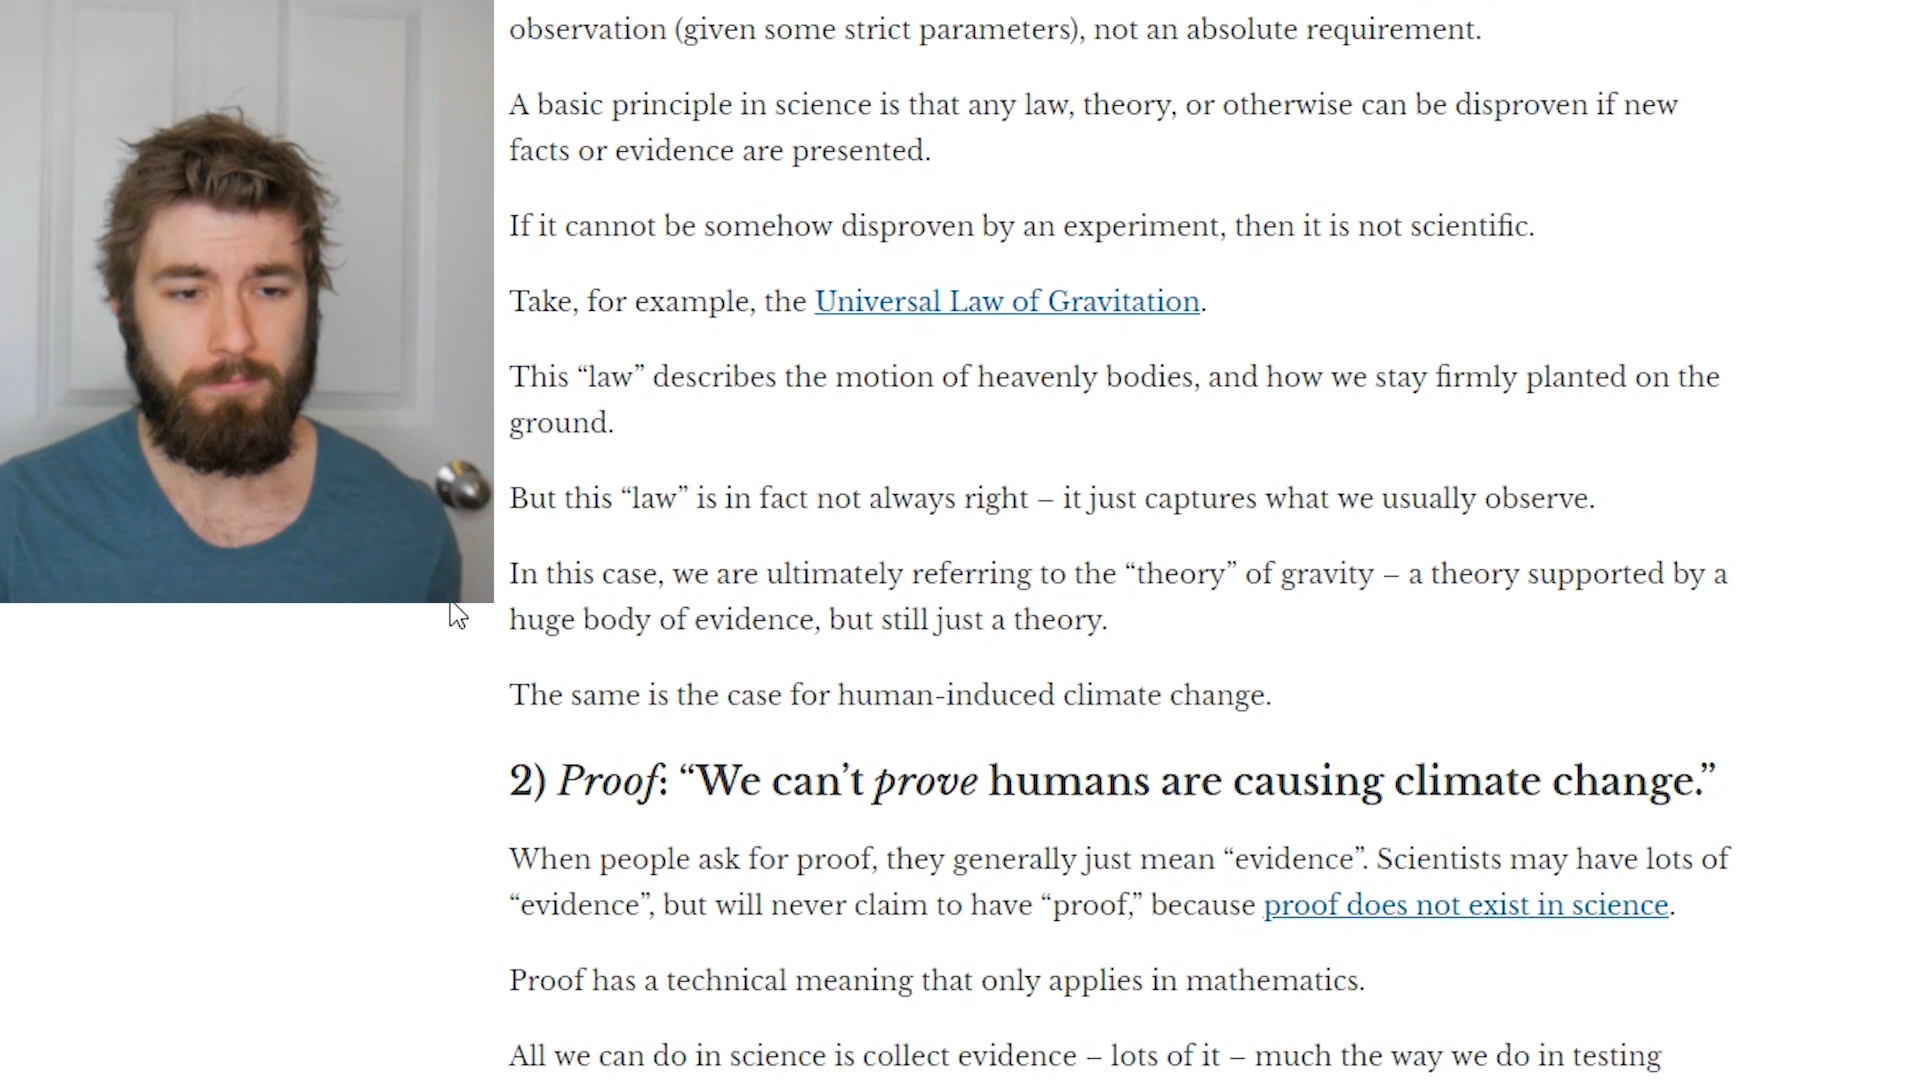 observation (given some strict parameters), not an absolute requirement.
A basic principle in science is that any law, theory, or otherwise can be disproven if new
facts or evidence are presented.
If it cannot be somehow disproven by an experiment, then it is not scientific.
Take, for example, the Universal Law of Gravitation.
This “law” describes the motion of heavenly bodies, and how we stay firmly planted on the
ground.
But this “law” is in fact not always right – it just captures what we usually observe.
In this case, we are ultimately referring to the “theory” of gravity – a theory supported by a
huge body of evidence, but still just a theory.
The same is the case for human-induced climate change.
2) Proof: “We can’t prove humans are causing climate change.”
When people ask for proof, they generally just mean “evidence”. Scientists may have lots of
“evidence”, but will never claim to have “proof,” because proof does not exist in science.
Proof has a technical meaning that only applies in mathematics.
All we can do in science is collect evidence – lots of it – much the way we do in testing